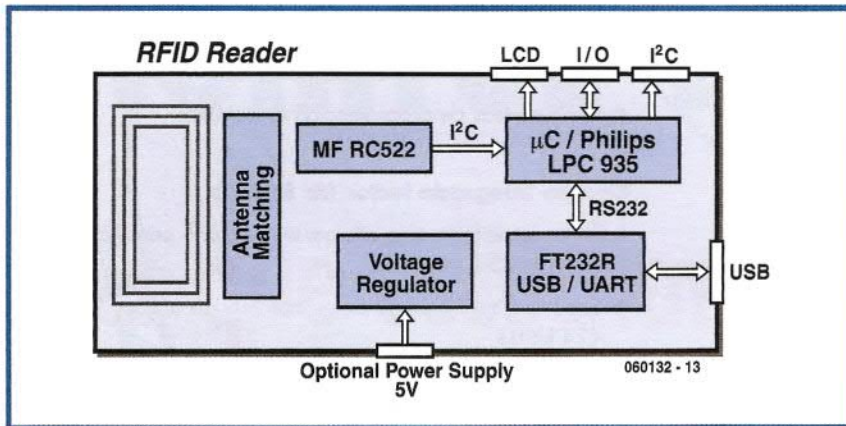 RFID Reader
LCD
I/O
I²C
Antenna
Matching
MF RC522
I²C
µC / Philips
LPC 935
RS232
Voltage
Regulator
FT232R
USB / UART
USB
Optional Power Supply
5V
060132 - 13